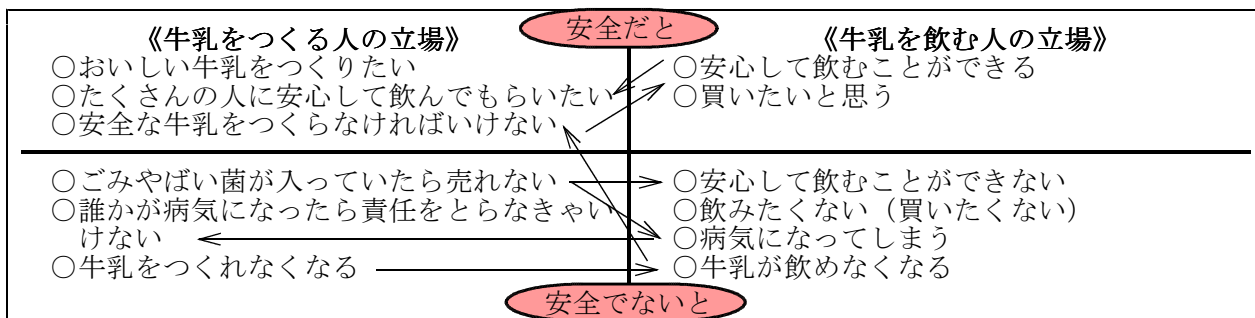 安全だと
《牛乳をつくる人の立場》
○おいしい牛乳をつくりたい
○たくさんの人に安心して飲んでもらいたい
○安全な牛乳をつくらなければいけない
《牛乳を飲む人の立場》
○安心して飲むことができる
○買いたいと思う
○ごみやばい菌が入っていたら売れない
○誰かが病気になったら責任をとらなきゃい
けない
○牛乳をつくれなくなる
○安心して飲むことができない
○飲みたくない（買いたくない）
○病気になってしまう
○牛乳が飲めなくなる
安全でないと